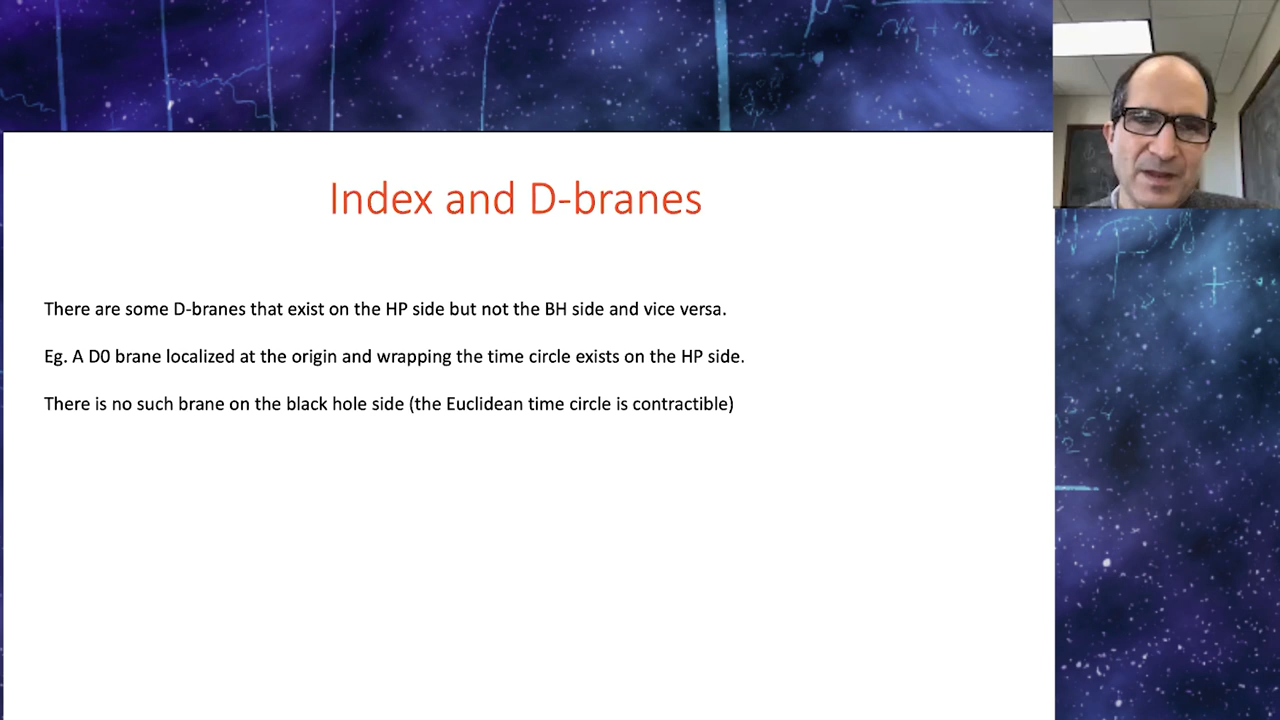 Index and D-branes
There are some D-branes that exist on the HP side but not the BH side and vice versa.
Eg. A D0 brane localized at the origin and wrapping the time circle exists on the HP side.
There is no such brane on the black hole side (the Euclidean time circle is contractible)